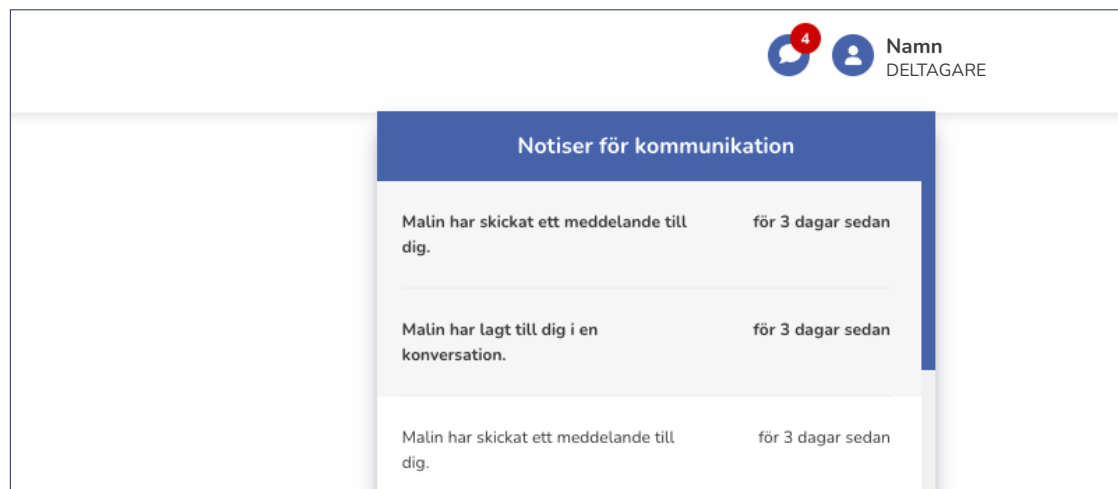 4
Namn
DELTAGARE
Notiser för kommunikation
Malin har skickat ett meddelande till
dig.
för 3 dagar sedan
Malin har lagt till dig i en
konversation.
för 3 dagar sedan
Malin har skickat ett meddelande till
dig.
för 3 dagar sedan